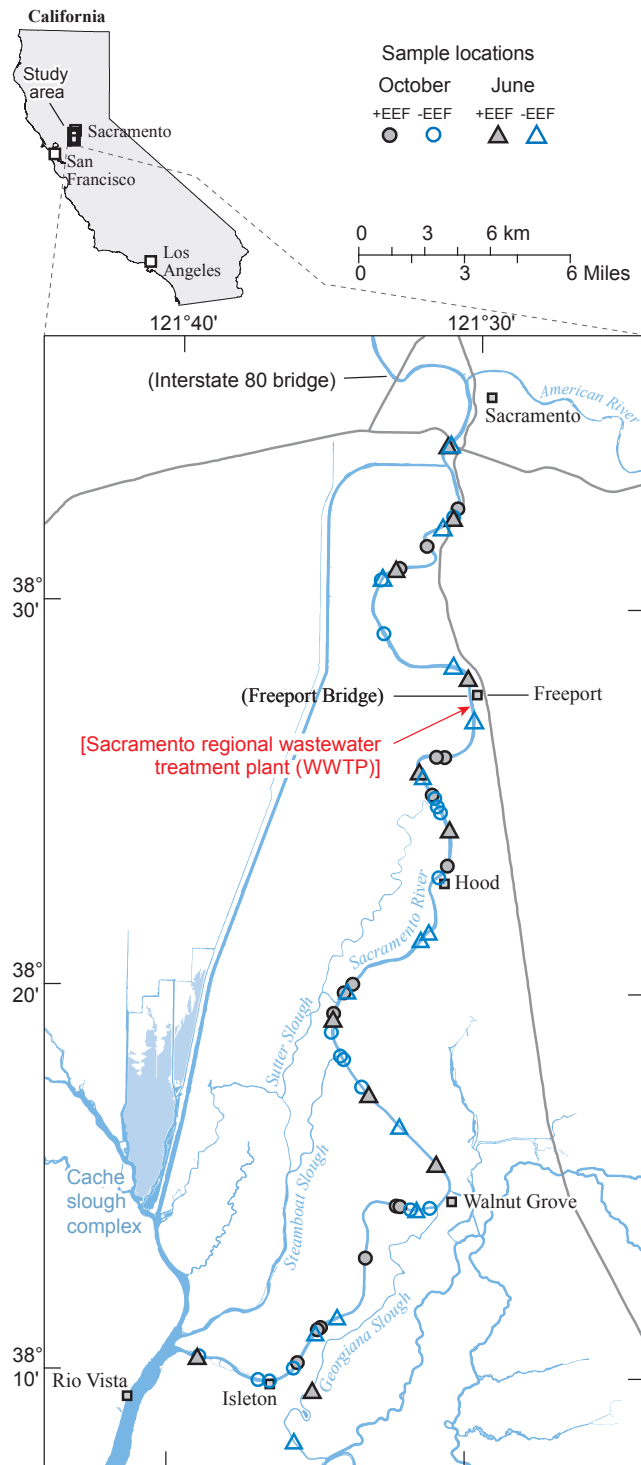 California
Study
area
Sacramento
San
Francisco
Los
Angeles
Sample locations
October June
+EEF -EEF +EEF -EEF
0 3 6 km
0 3 6 Miles
121°40' 121°30'
(Interstate 80 bridge)
American River
Sacramento
38°
30'
(Freeport Bridge)
Freeport
[Sacramento regional wastewater
treatment plant (WWTP)]
Hood
Sacramento River
38°
20'
Sutter Slough
Steamboat Slough
Cache
slough
complex
Walnut Grove
Georgiana Slough
38°
10'
Rio Vista
Isleton